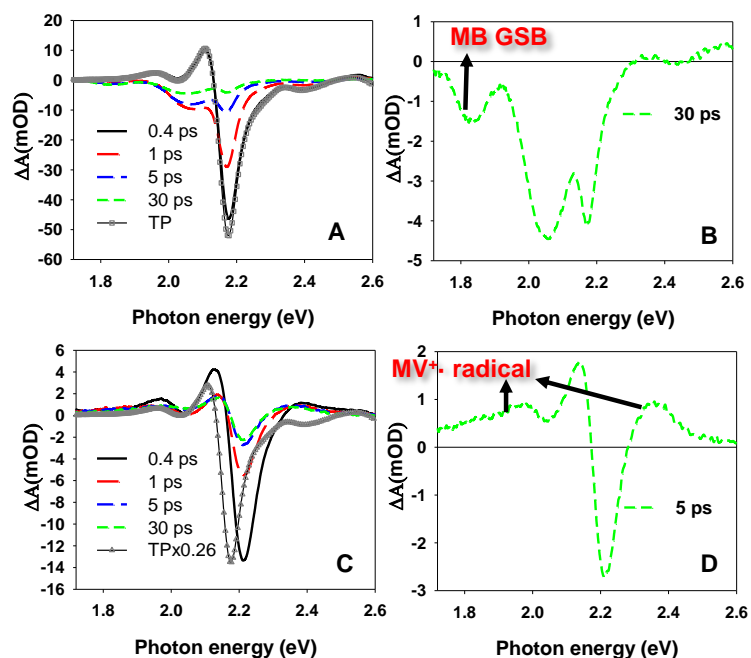 20
10
0
-10
-20
-30
-40
-50
-60
ΔA(mOD)
0.4 ps
1 ps
5 ps
30 ps
TP
A
1.8 2.0 2.2 2.4 2.6
Photon energy (eV)
MB GSB
1
0
-1
-2
-3
-4
-5
ΔA(mOD)
30 ps
B
1.8 2.0 2.2 2.4 2.6
Photon energy (eV)
6
4
2
0
-2
-4
-6
-8
-10
-12
-14
-16
ΔA(mOD)
0.4 ps
1 ps
5 ps
30 ps
TPx0.26
C
1.8 2.0 2.2 2.4 2.6
Photon energy (eV)
MV⁺· radical
2
1
0
-1
-2
-3
ΔA(mOD)
5 ps
D
1.8 2.0 2.2 2.4 2.6
Photon energy (eV)